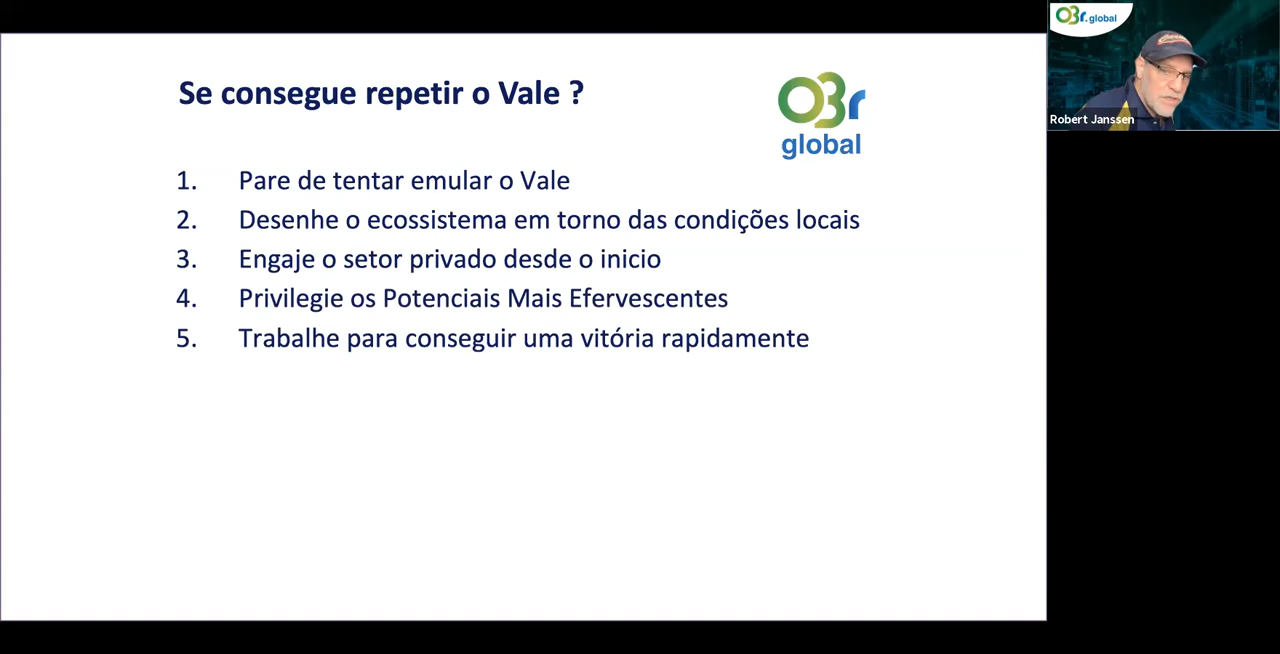 Se consegue repetir o Vale ?
O3r
global
1. Pare de tentar emular o Vale
2. Desenhe o ecossistema em torno das condições locais
3. Engaje o setor privado desde o inicio
4. Privilegie os Potenciais Mais Efervescentes
5. Trabalhe para conseguir uma vitória rapidamente
O3r.global
Robert Janssen